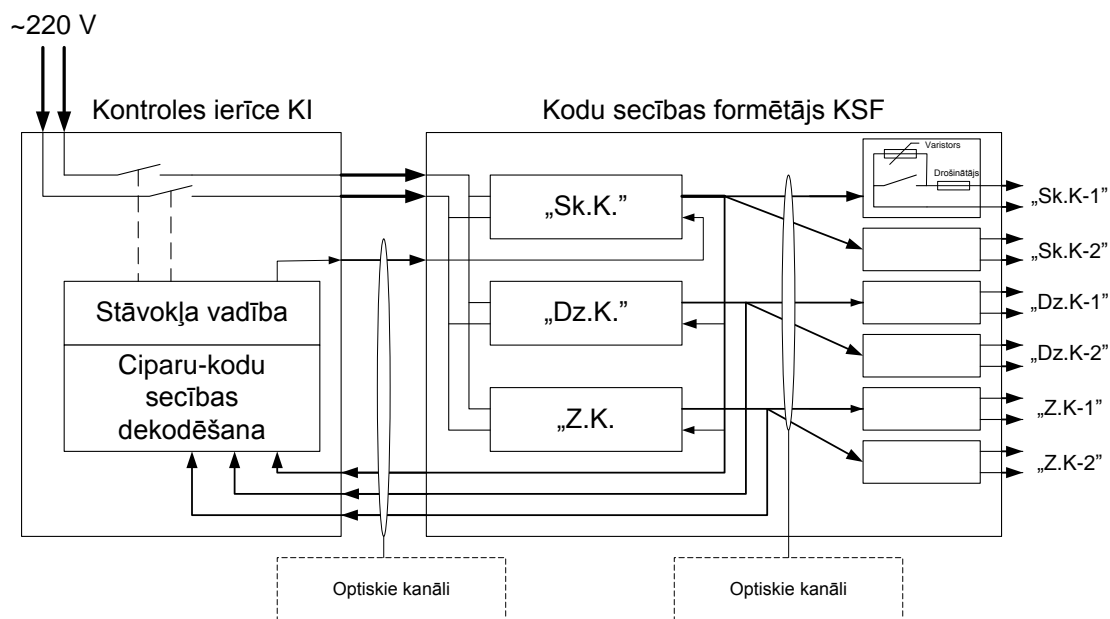 ~220 V
Kontroles ierīce KI
Kodu secības formētājs KSF
Varistors
Drošinātājs
„Sk.K.”
„Sk.K-1”
„Sk.K-2”
Stāvokļa vadība
„Dz.K.”
„Dz.K-1”
„Dz.K-2”
Ciparu-kodu
secības
dekodēšana
„Z.K.
„Z.K-1”
„Z.K-2”
Optiskie kanāli
Optiskie kanāli